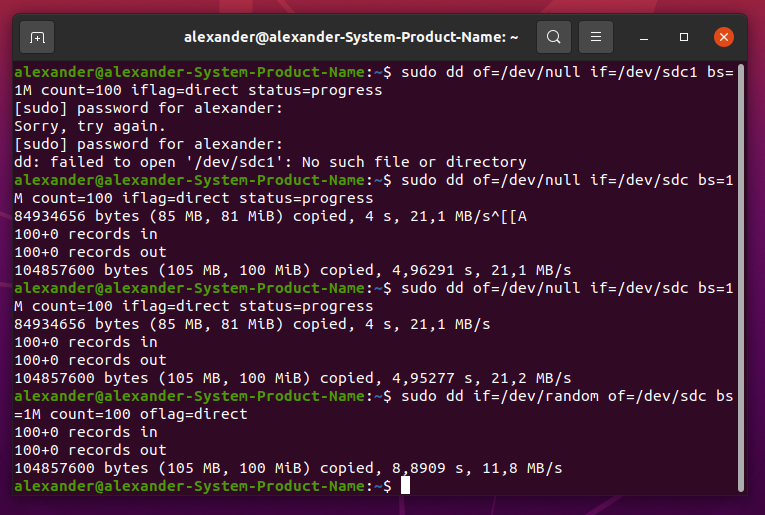 alexander@alexander-System-Product-Name: ~
alexander@alexander-System-Product-Name:~$ sudo dd of=/dev/null if=/dev/sdc1 bs=
1M count=100 iflag=direct status=progress
[sudo] password for alexander:
Sorry, try again.
[sudo] password for alexander:
dd: failed to open '/dev/sdc1': No such file or directory
alexander@alexander-System-Product-Name:~$ sudo dd of=/dev/null if=/dev/sdc bs=1
M count=100 iflag=direct status=progress
84934656 bytes (85 MB, 81 MiB) copied, 4 s, 21,1 MB/s^[[A
100+0 records in
100+0 records out
104857600 bytes (105 MB, 100 MiB) copied, 4,96291 s, 21,1 MB/s
alexander@alexander-System-Product-Name:~$ sudo dd of=/dev/null if=/dev/sdc bs=1
M count=100 iflag=direct status=progress
84934656 bytes (85 MB, 81 MiB) copied, 4 s, 21,1 MB/s
100+0 records in
100+0 records out
104857600 bytes (105 MB, 100 MiB) copied, 4,95277 s, 21,2 MB/s
alexander@alexander-System-Product-Name:~$ sudo dd if=/dev/random of=/dev/sdc bs
=1M count=100 oflag=direct
100+0 records in
100+0 records out
104857600 bytes (105 MB, 100 MiB) copied, 8,8909 s, 11,8 MB/s
alexander@alexander-System-Product-Name:~$